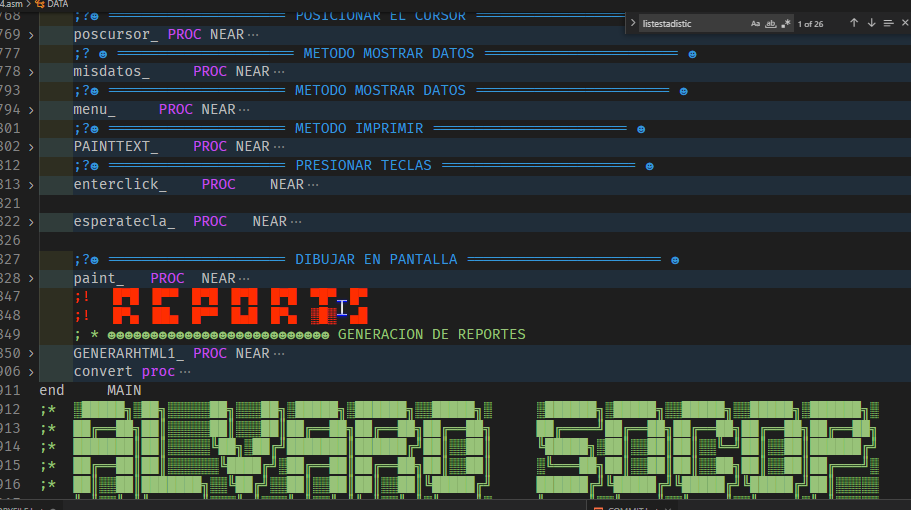 4.asm > DATA
768 ;?☻ ════════════════════ POSICIONAR EL CURSOR
listestadistic Aa ab .* 1 of 26
769 poscursor_ PROC NEAR ···
777 ;? ☻ ════════════════════ METODO MOSTRAR DATOS ══════════════════════ ☻
778 misdatos_ PROC NEAR ···
793 ;?☻ ════════════════════ METODO MOSTRAR DATOS ══════════════════════ ☻
794 menu_ PROC NEAR ···
801 ;?☻ ════════════════════ METODO IMPRIMIR ══════════════════════ ☻
802 PAINTTEXT_ PROC NEAR ···
812 ;?☻ ════════════════════ PRESIONAR TECLAS ══════════════════════ ☻
813 enterclick_ PROC NEAR ···
821
822 esperatecla_ PROC NEAR ···
826
827 ;?☻ ════════════════════ DIBUJAR EN PANTALLA ══════════════════════ ☻
828 paint_ PROC NEAR ···
847 ;!
848 ;!
849 ; * ☻☻☻☻☻☻☻☻☻☻☻☻☻☻☻☻☻☻☻☻☻☻☻☻☻☻ GENERACION DE REPORTES
850 GENERARHTML1_ PROC NEAR ···
906 convert proc ···
911 end MAIN
912 ;*
913 ;*
914 ;*
915 ;*
916 ;*